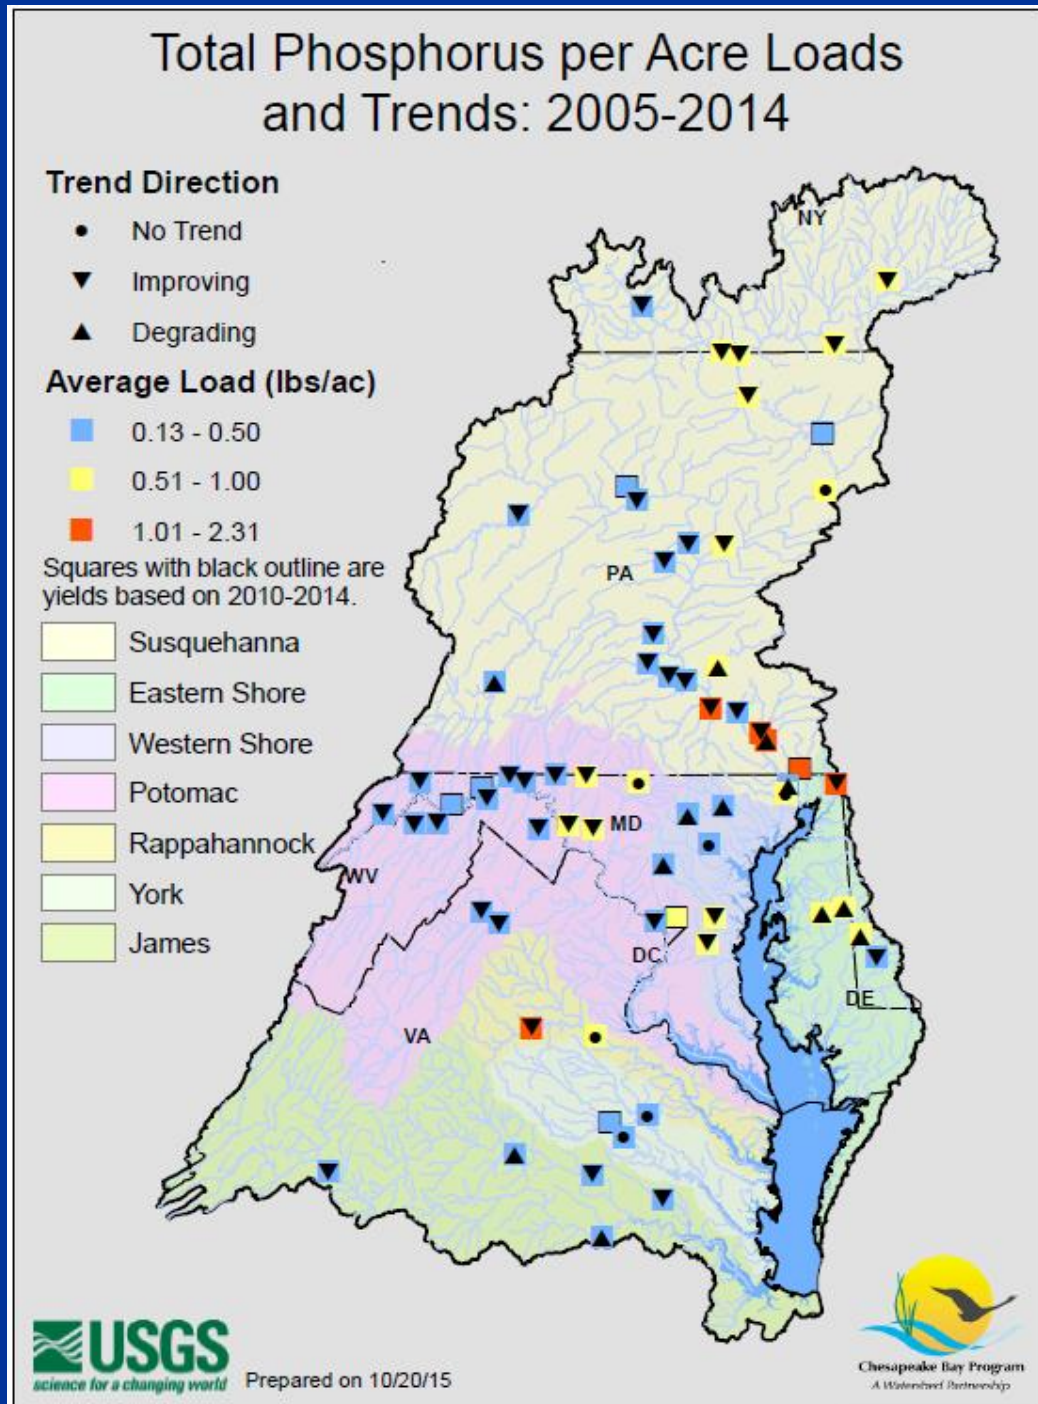 Total Phosphorus per Acre Loads
and Trends: 2005-2014
Trend Direction
No Trend
Improving
Degrading
Average Load (lbs/ac)
0.13 - 0.50
0.51 - 1.00
1.01 - 2.31
Squares with black outline are
yields based on 2010-2014.
Susquehanna
Eastern Shore
Western Shore
Potomac
Rappahannock
York
James
NY
PA
MD
WV
DC
DE
VA
USGS
science for a changing world
Prepared on 10/20/15
Chesapeake Bay Program
A Watershed Partnership